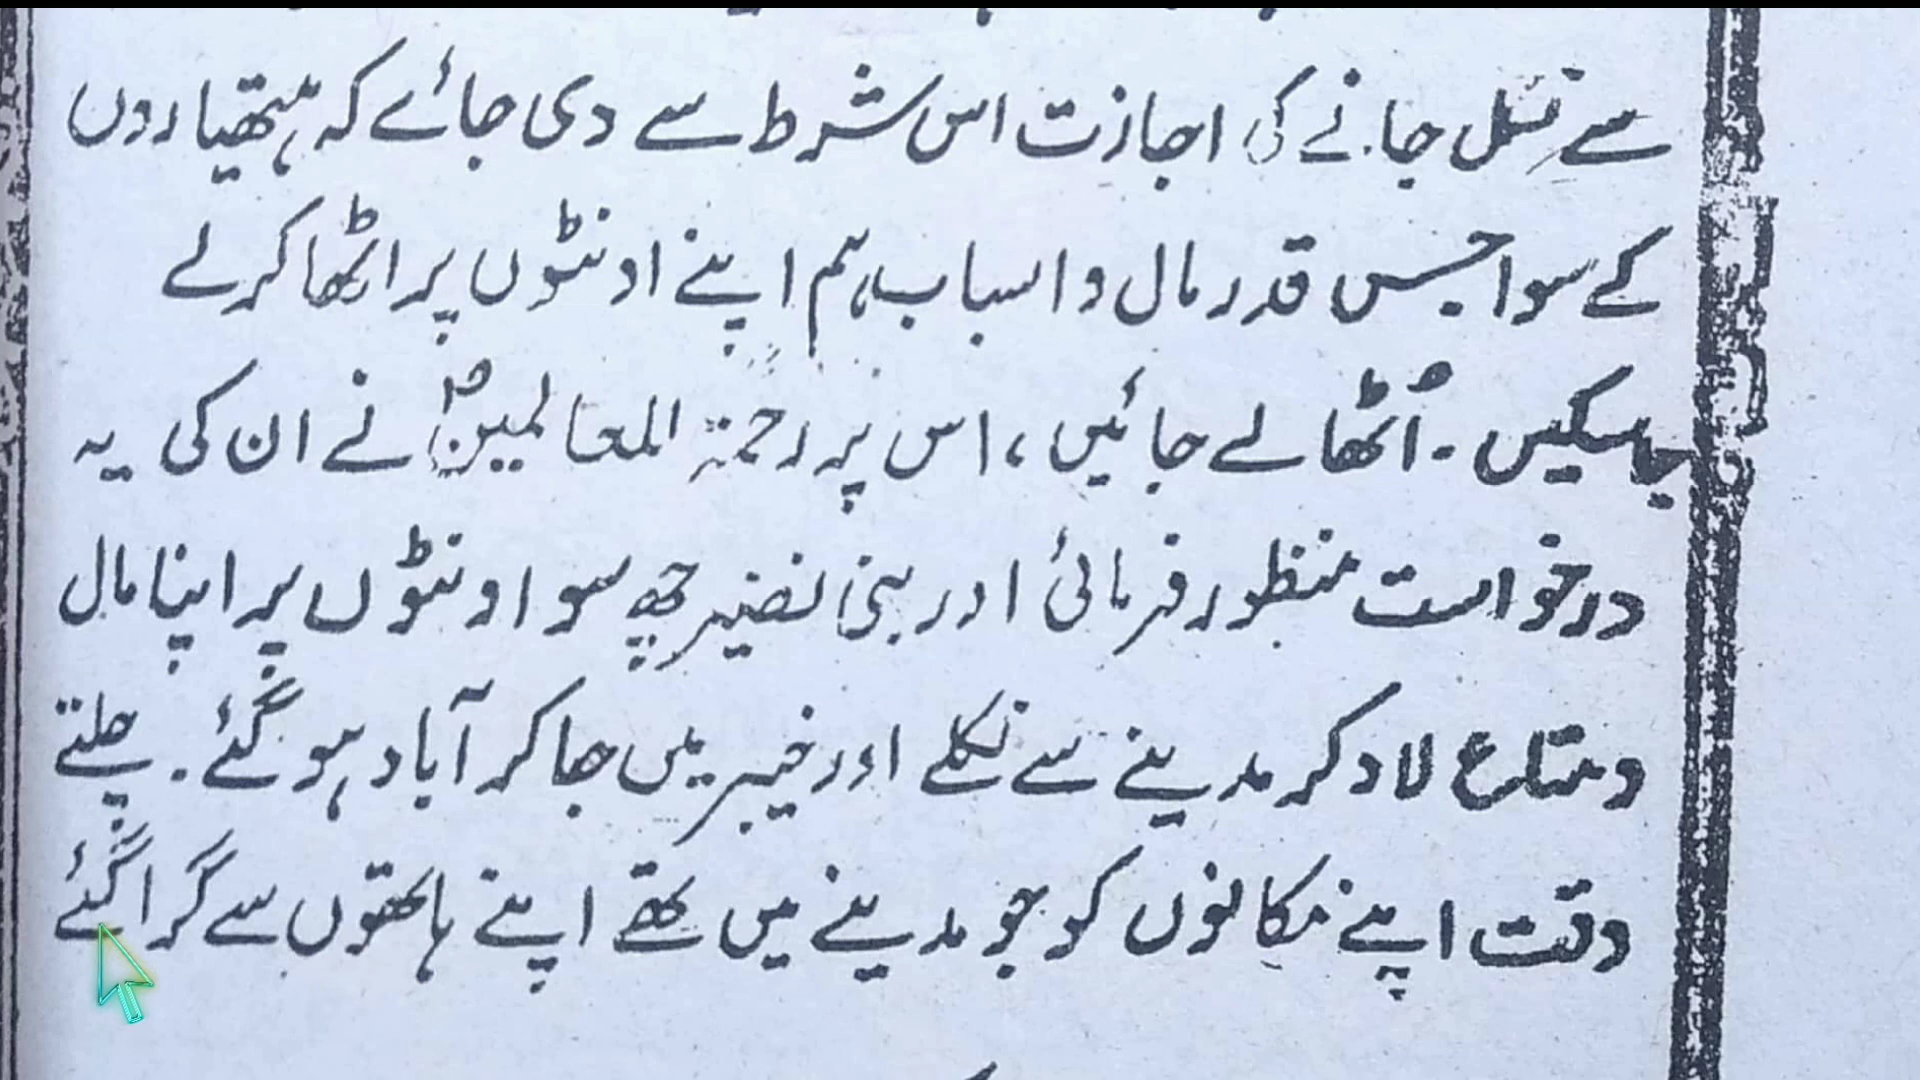 سے نکل جانے کی اجازت اس شرط سے دی جائے کہ ہتھیاروں
کے سوا جس قدر مال و اسباب ہم اپنے اونٹوں پر اٹھا کر لے
جاسکیں ۔ اُٹھا لے جائیں ، اس پر رحمۃ المعالمینؐ نے ان کی یہ
درخواست منظور فرمائی اور بنی النضیر چھ سو اونٹوں پر اپنا مال
و متاع لاد کر مدینے سے نکلے اور خیبر میں جا کر آباد ہو گئے ۔ چلتے
وقت اپنے مکانوں کو جو مدینے میں تھے اپنے ہاتھوں سے گرا گئے